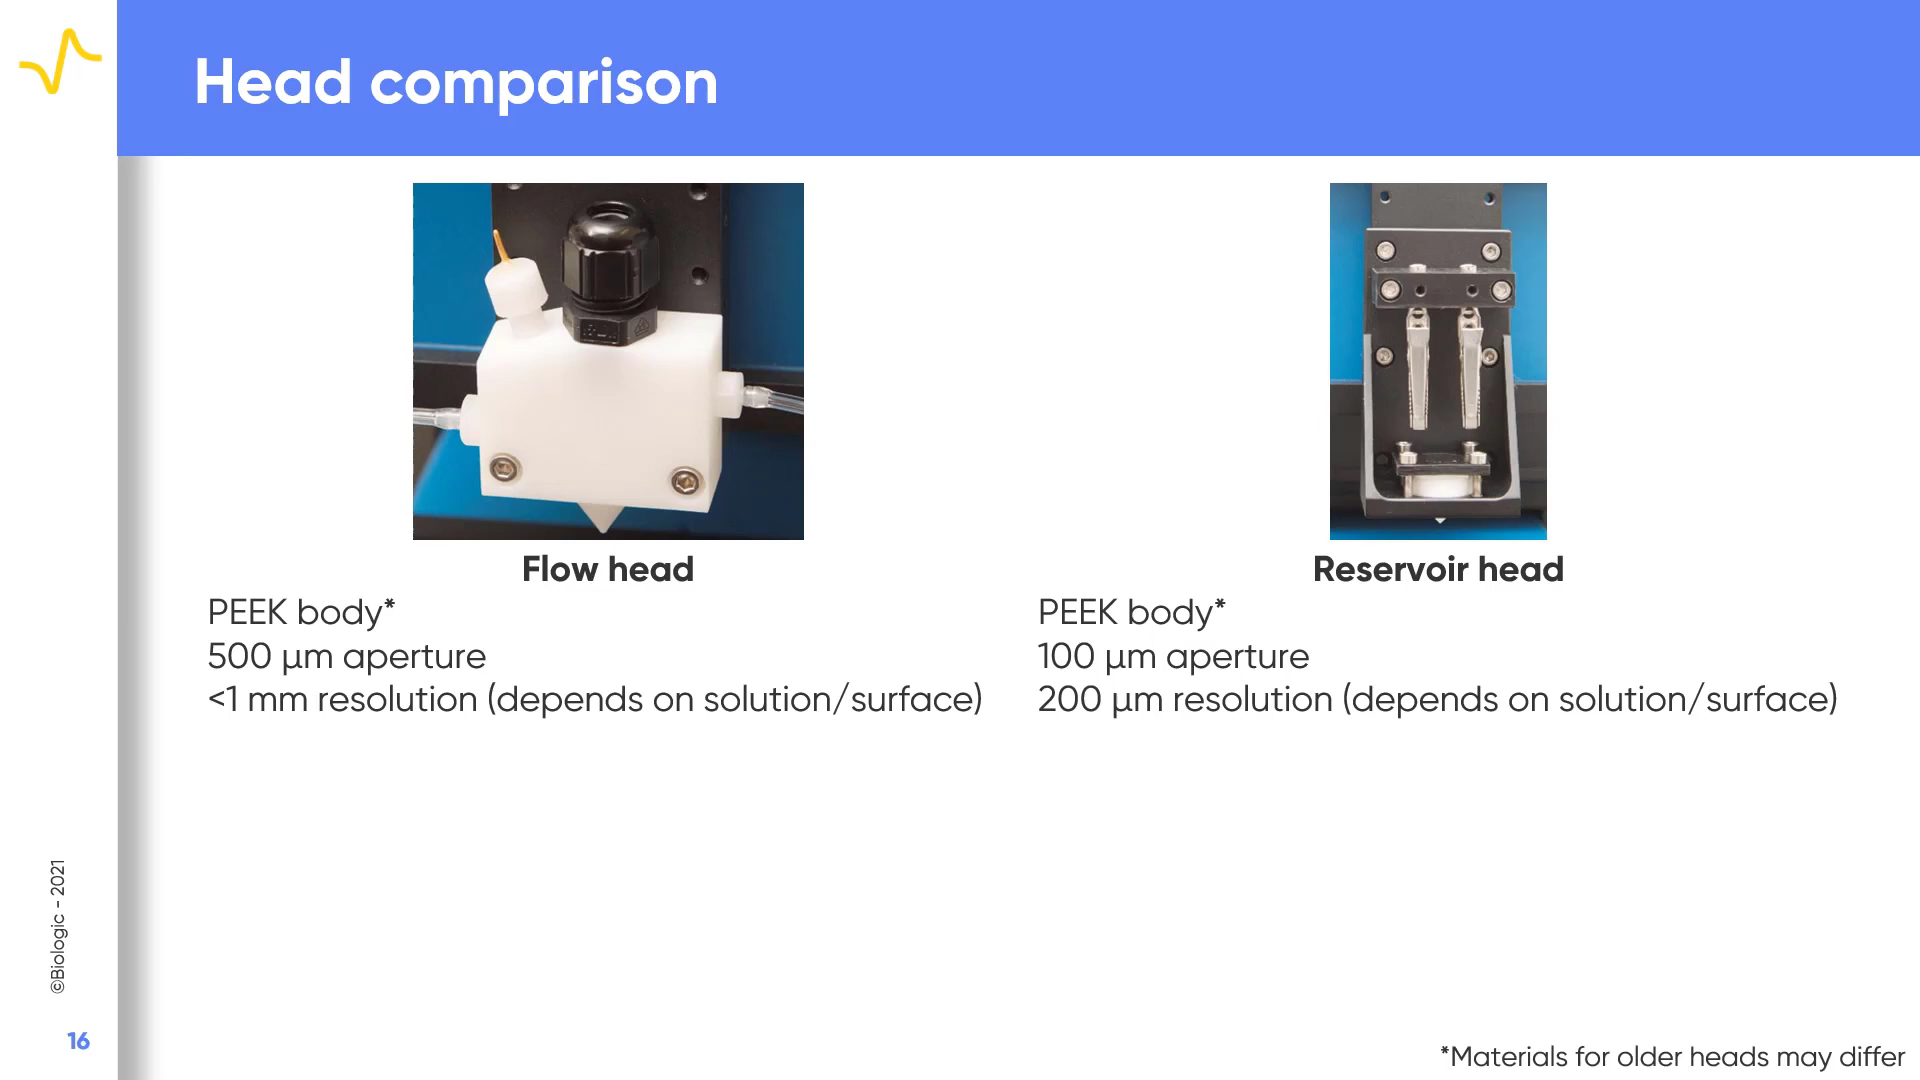 Head comparison
Flow head
PEEK body*
500 µm aperture
<1 mm resolution (depends on solution/surface)
Reservoir head
PEEK body*
100 µm aperture
200 µm resolution (depends on solution/surface)
©Biologic - 2021
16
*Materials for older heads may differ